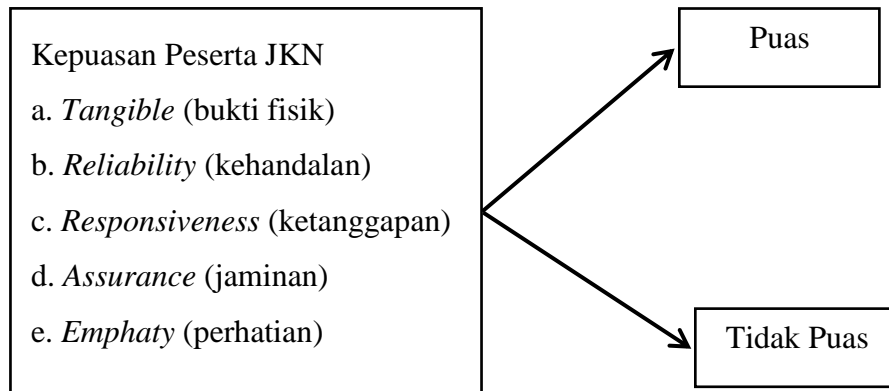 Kepuasan Peserta JKN
a. Tangible (bukti fisik)
b. Reliability (kehandalan)
c. Responsiveness (ketanggapan)
d. Assurance (jaminan)
e. Emphaty (perhatian)
Puas
Tidak Puas